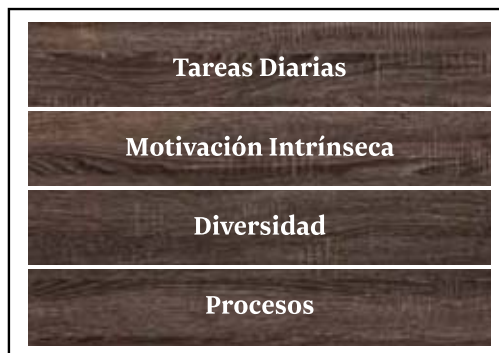 Tareas Diarias
Motivación Intrínseca
Diversidad
Procesos